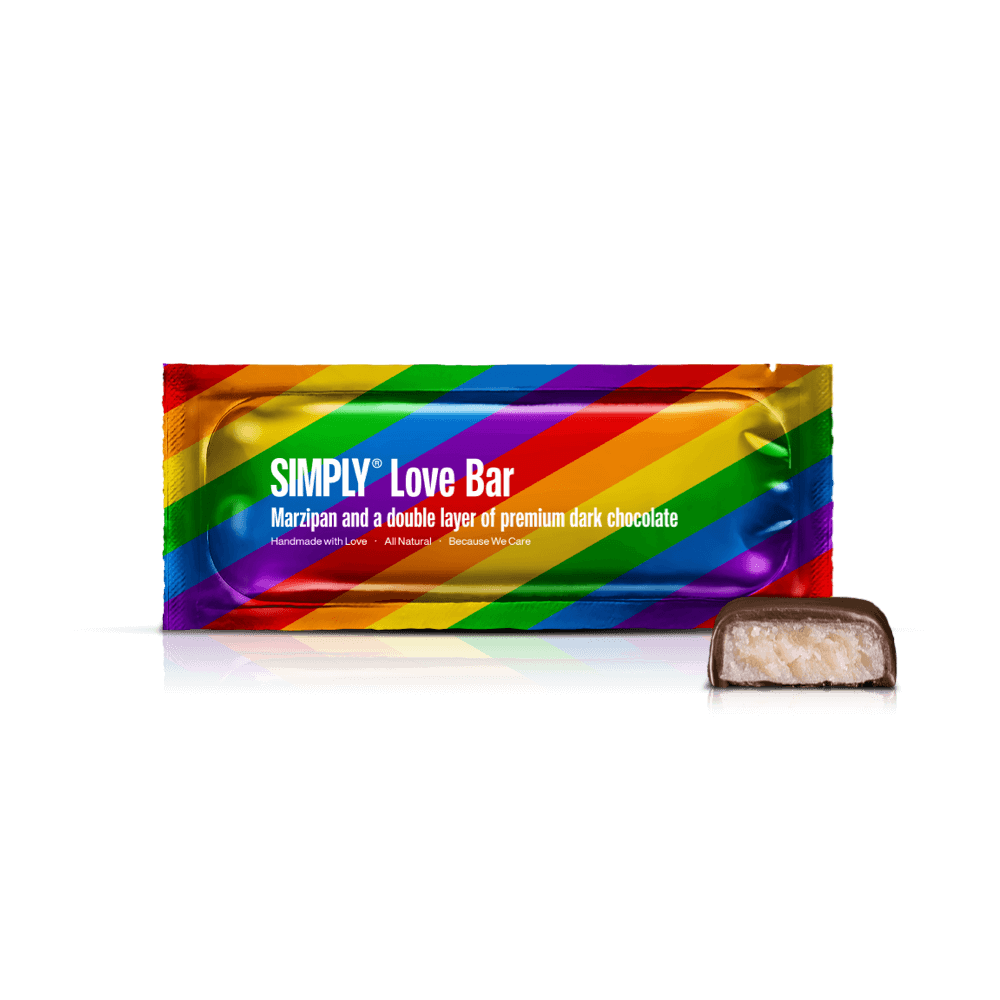 SIMPLY® Love Bar
Marzipan and a double layer of premium dark chocolate
Handmade with Love · All Natural · Because We Care